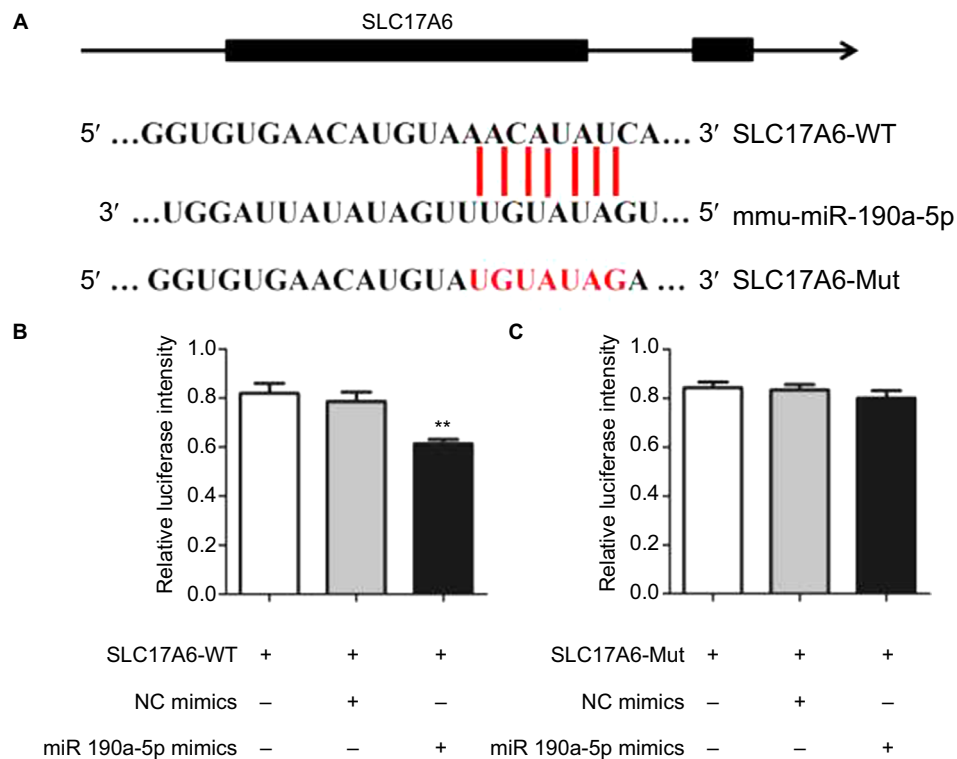 A
SLC17A6
5′ …GGUGUGAACAUGUAAACAUAUCA… 3′ SLC17A6-WT
3′ …UGGAUUAUAUAGUUUGUAUAGU… 5′ mmu-miR-190a-5p
5′ … GGUGUGAACAUGUAUGUAUAGA … 3′ SLC17A6-Mut
B
Relative luciferase intensity
1.0
0.8
0.6
0.4
0.2
0.0
**
SLC17A6-WT + + +
NC mimics – + –
miR 190a-5p mimics – – +
C
Relative luciferase intensity
1.0
0.8
0.6
0.4
0.2
0.0
SLC17A6-Mut + + +
NC mimics – + –
miR 190a-5p mimics – – +